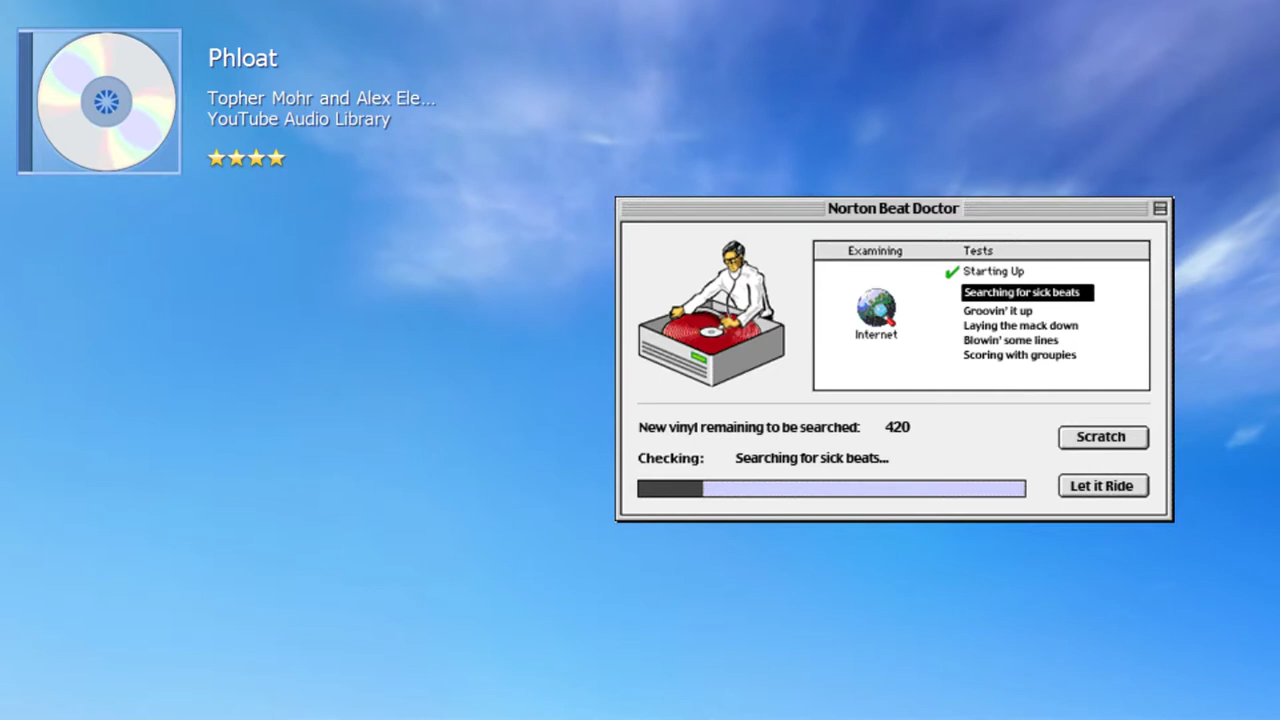 Phloat
Topher Mohr and Alex Ele...
YouTube Audio Library
Norton Beat Doctor
Examining Tests
Starting Up
Searching for sick beats
Groovin' it up
Laying the mack down
Blowin' some lines
Scoring with groupies
Internet
New vinyl remaining to be searched: 420
Scratch
Checking: Searching for sick beats...
Let it Ride